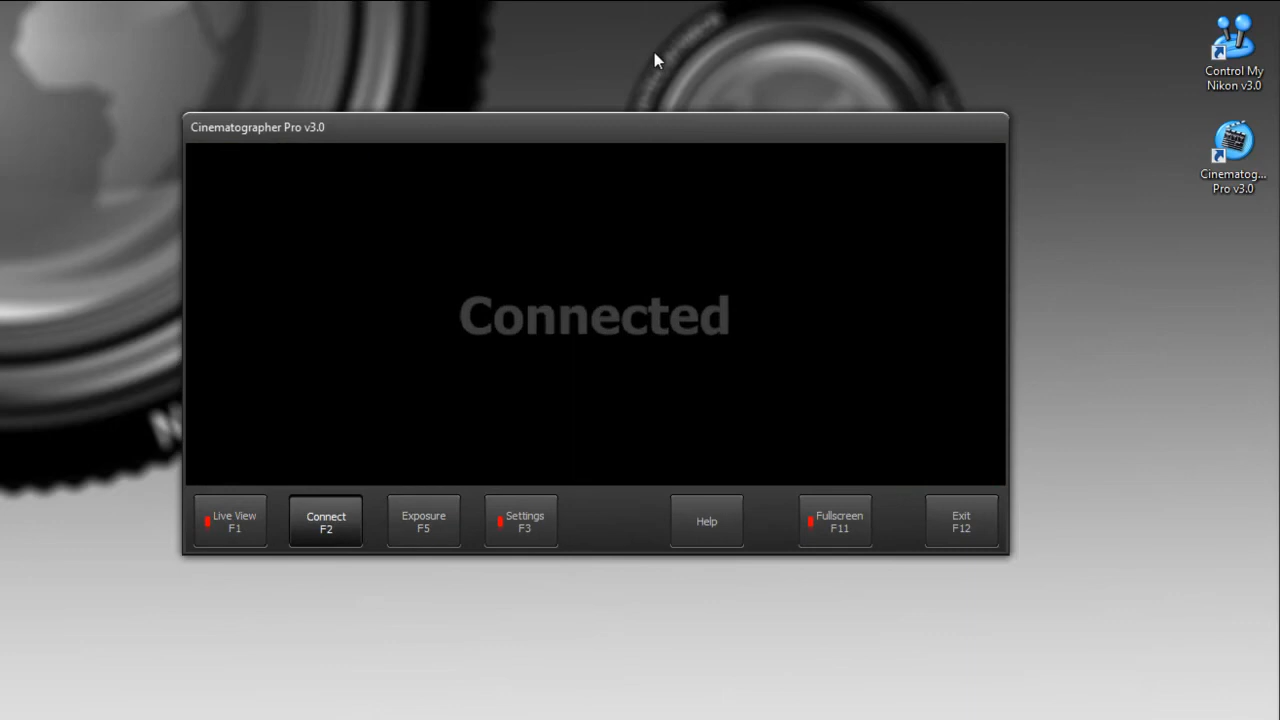 Control My
Nikon v3.0
Cinematog...
Pro v3.0
Cinematographer Pro v3.0
Connected
Live View
F1
Connect
F2
Exposure
F5
Settings
F3
Help
Fullscreen
F11
Exit
F12